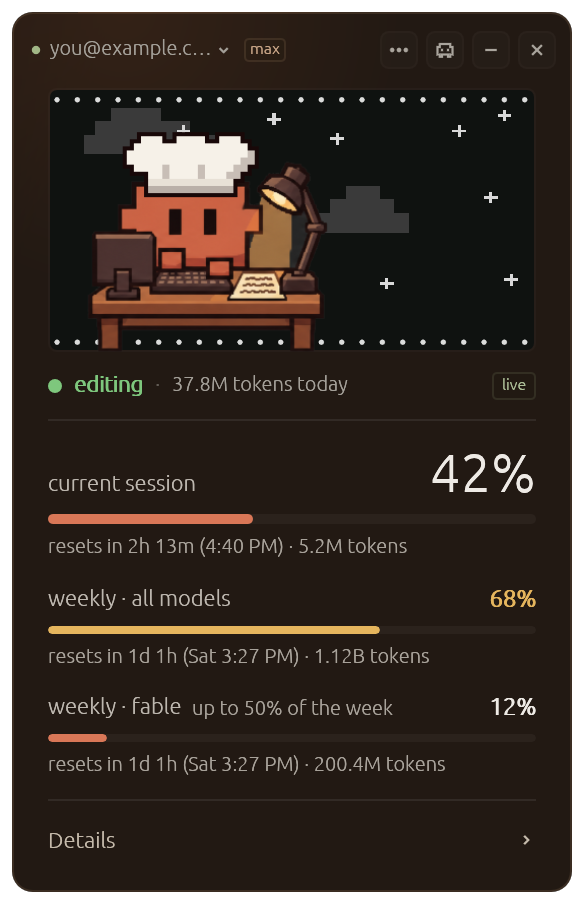 you@example.c... max
editing · 37.8M tokens today live
current session 42%
resets in 2h 13m (4:40 PM) · 5.2M tokens
weekly · all models 68%
resets in 1d 1h (Sat 3:27 PM) · 1.12B tokens
weekly · fable up to 50% of the week 12%
resets in 1d 1h (Sat 3:27 PM) · 200.4M tokens
Details